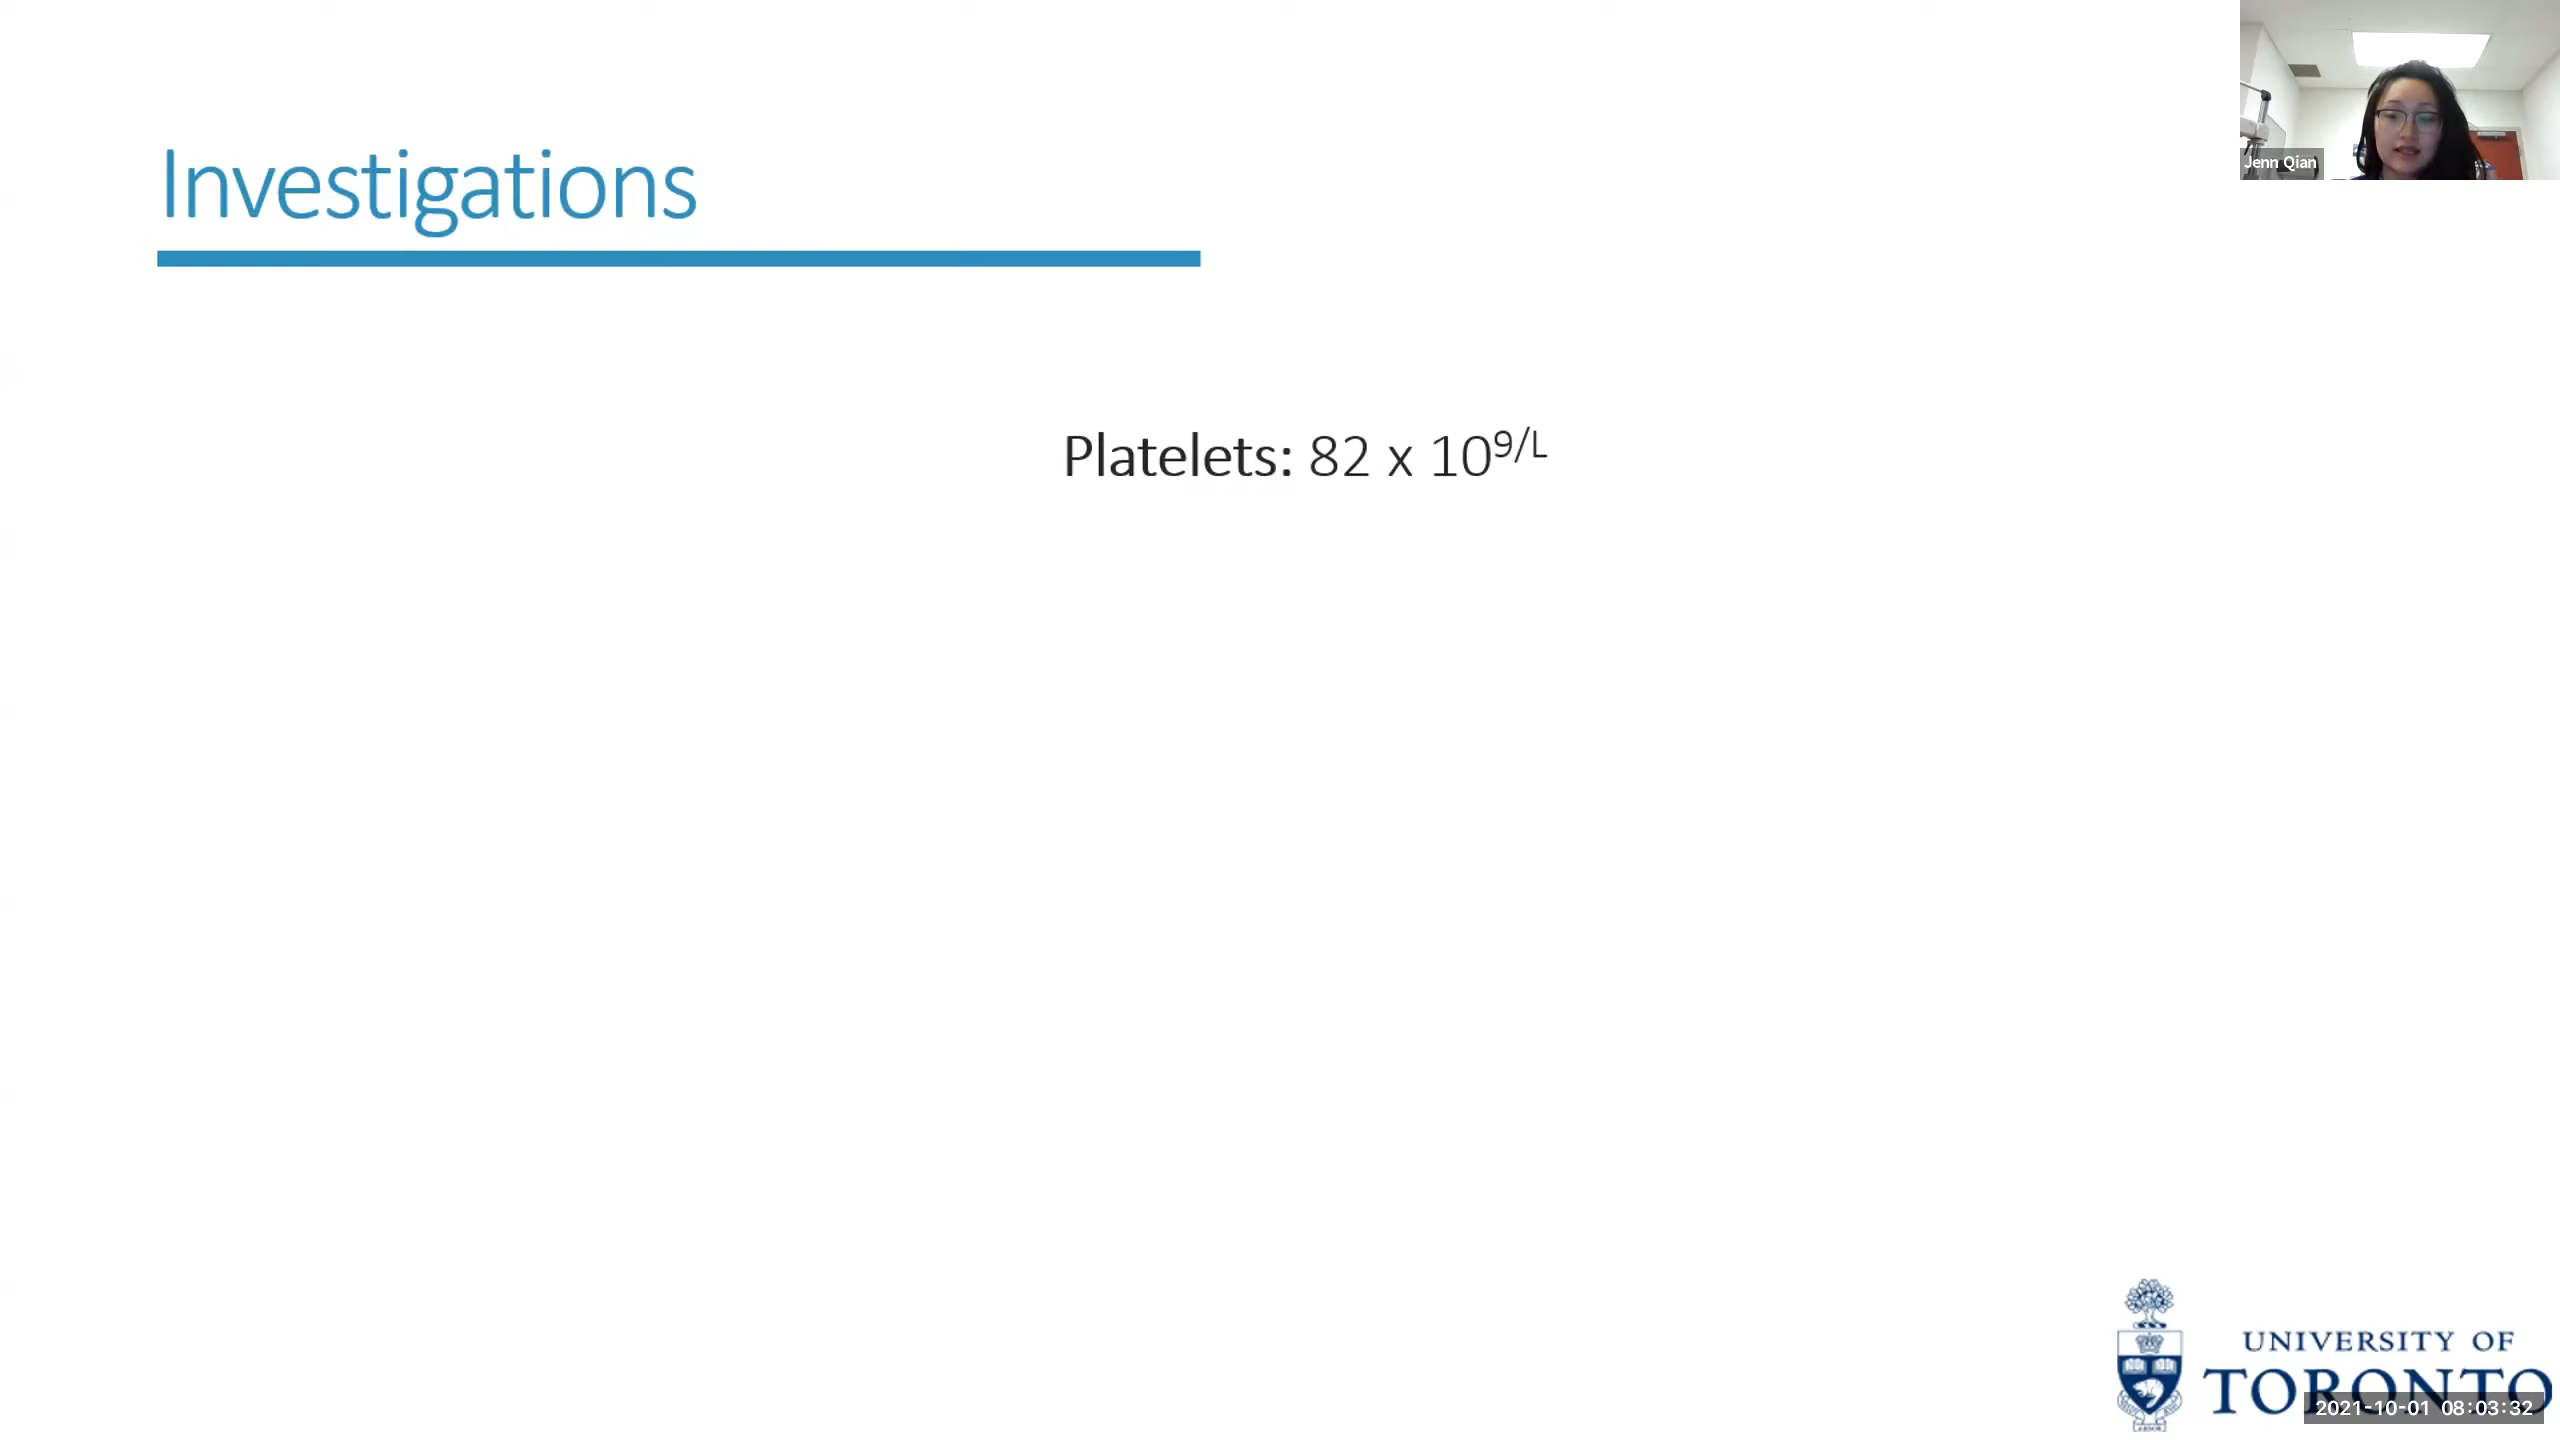 Jenn Qian
Investigations
Platelets: 82 x 10⁹/ᴸ
UNIVERSITY OF
TORONTO
2021-10-01 08:03:32